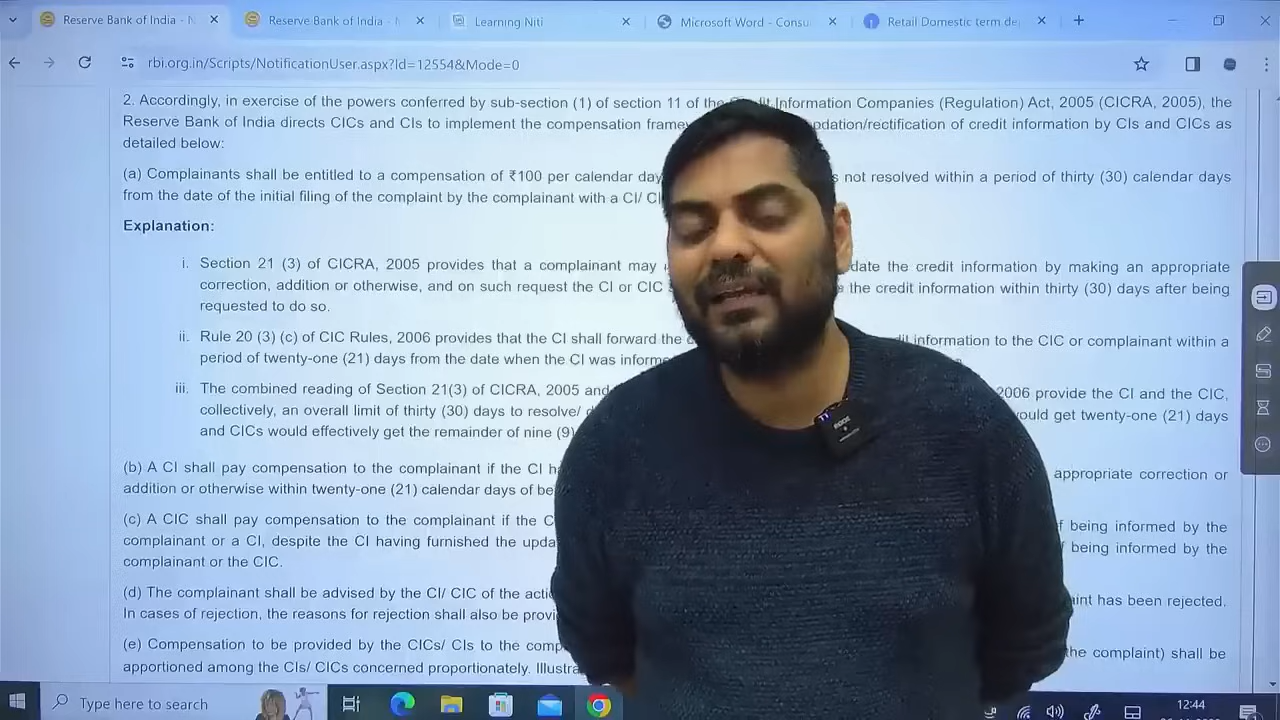 Reserve Bank of India - N
Reserve Bank of India - N
Learning Niti
Microsoft Word - Consu
Retail Domestic term de
rbi.org.in/Scripts/NotificationUser.aspx?Id=12554&Mode=0
2. Accordingly, in exercise of the powers conferred by sub-section (1) of section 11 of the Information Companies (Regulation) Act, 2005 (CICRA, 2005), the
Reserve Bank of India directs CICs and CIs to implement the compensation of credit information by CIs and CICs as
detailed below:
(a) Complainants shall be entitled to a compensation of ₹100 per calendar not resolved within a period of thirty (30) calendar days
from the date of the initial filing of the complaint by the complainant with a CI/
Explanation:
i. Section 21 (3) of CICRA, 2005 provides that a complainant may the credit information by making an appropriate
correction, addition or otherwise, and on such request the CI or CIC the credit information within thirty (30) days after being
requested to do so.
ii. Rule 20 (3) (c) of CIC Rules, 2006 provides that the CI shall forward the information to the CIC or complainant within a
period of twenty-one (21) days from the date when the CI was
iii. The combined reading of Section 21(3) of CICRA, 2005 and 2006 provide the CI and the CIC,
collectively, an overall limit of thirty (30) days to resolve/ would get twenty-one (21) days
and CICs would effectively get the remainder of nine (9)
(b) A CI shall pay compensation to the complainant if the CI appropriate correction or
addition or otherwise within twenty-one (21) calendar days of
(c) A CIC shall pay compensation to the complainant if the being informed by the
complainant or a CI, despite the CI having furnished the being informed by the
complainant or the CIC.
(d) The complainant shall be advised by the CI/ CIC of the has been rejected.
In cases of rejection, the reasons for rejection shall also be
Compensation to be provided by the CICs/ CIs to the the complaint) shall be
apportioned among the CIs/ CICs concerned proportionately.
Type here to search
12:44